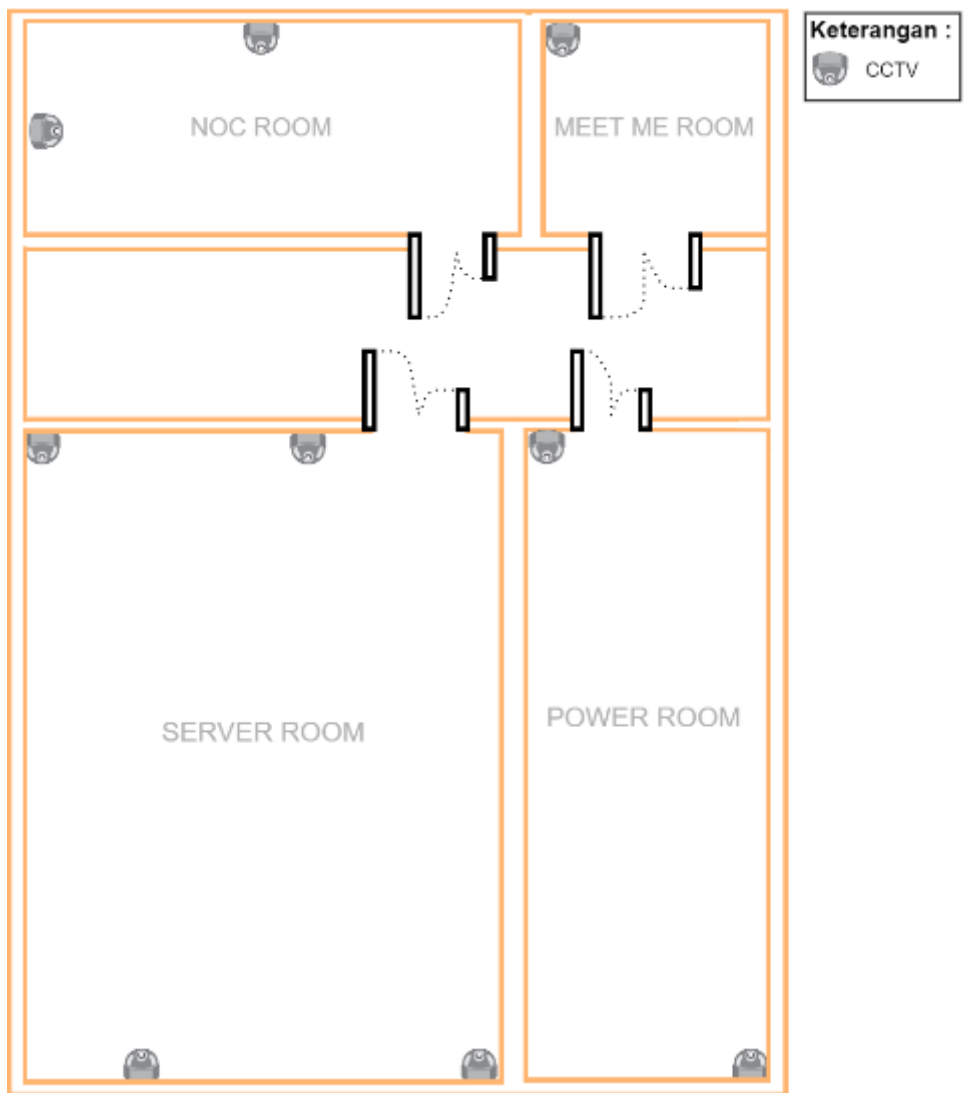 Keterangan :
CCTV
NOC ROOM
MEET ME ROOM
SERVER ROOM
POWER ROOM